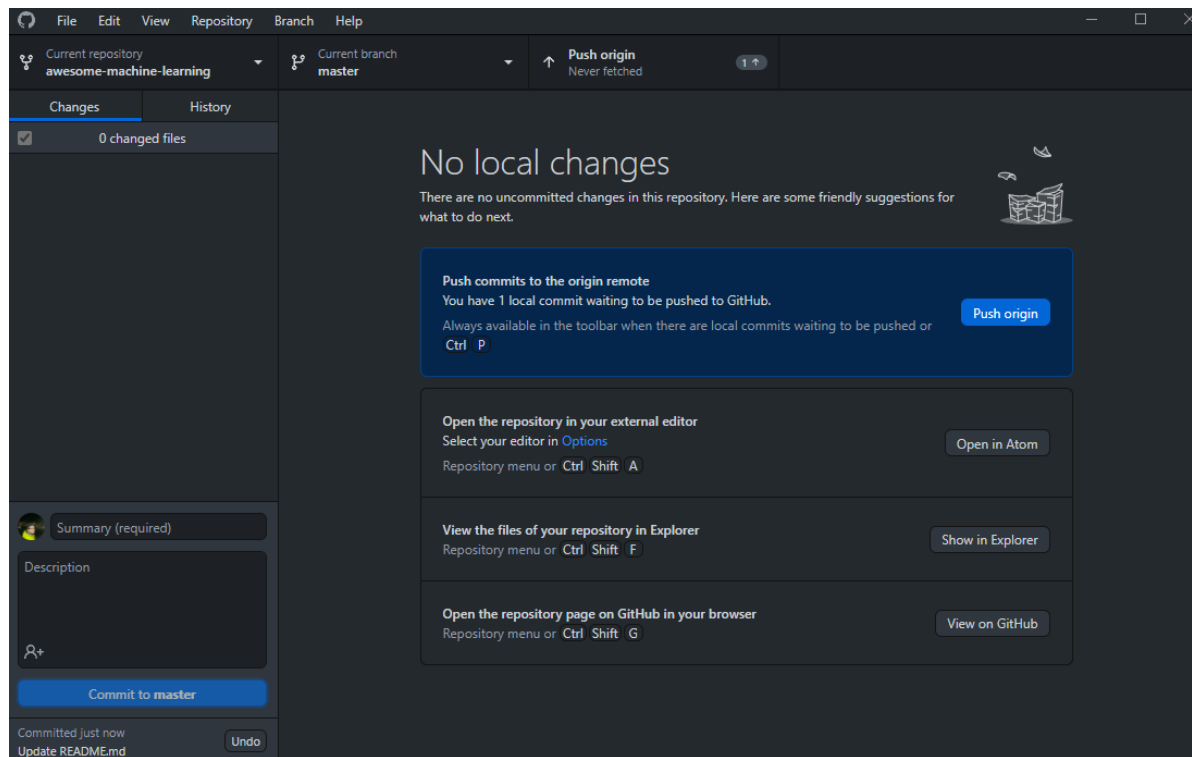 File Edit View Repository Branch Help
Current repository
awesome-machine-learning
Current branch
master
Push origin
Never fetched
1
Changes History
0 changed files
No local changes
There are no uncommitted changes in this repository. Here are some friendly suggestions for
what to do next.
Push commits to the origin remote
You have 1 local commit waiting to be pushed to GitHub.
Always available in the toolbar when there are local commits waiting to be pushed or
Ctrl P
Push origin
Open the repository in your external editor
Select your editor in Options
Repository menu or Ctrl Shift A
Open in Atom
View the files of your repository in Explorer
Repository menu or Ctrl Shift F
Show in Explorer
Open the repository page on GitHub in your browser
Repository menu or Ctrl Shift G
View on GitHub
Summary (required)
Description
Commit to master
Committed just now
Update README.md
Undo